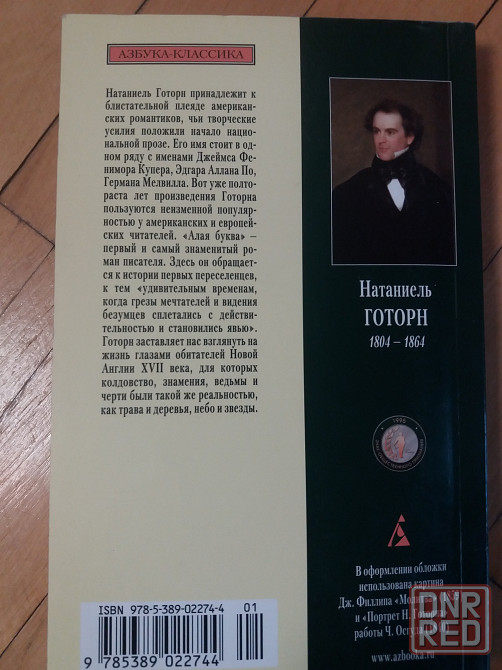 АЗБУКА-КЛАССИКА
Натаниель Готорн принадлежит к
блистательной плеяде американ-
ских романтиков, чьи творческие
усилия положили начало нацио-
нальной прозе. Его имя стоит в од-
ном ряду с именами Джеймса Фе-
нимора Купера, Эдгара Аллана По,
Германа Мелвилла. Вот уже полто-
раста лет произведения Готорна
пользуются неизменной популяр-
ностью у американских и европей-
ских читателей. «Алая буква» –
первый и самый знаменитый ро-
ман писателя. Здесь он обращает-
ся к истории первых переселенцев,
к тем «удивительным временам,
когда грезы мечтателей и видения
безумцев сплетались с действи-
тельностью и становились явью».
Готорн заставляет нас взглянуть на
жизнь глазами обитателей Новой
Англии XVII века, для которых
колдовство, знамения, ведьмы и
черти были такой же реальностью,
как трава и деревья, небо и звезды.
ISBN 978-5-389-02274-4
01
9 785389 022744
Натаниель
ГОТОРН
1804 – 1864
1998
В оформлении обложки
использована картина
Дж. Филлипа
и «Портрет Н.
работы Ч.
www.azbooka.ru
DNR
RED